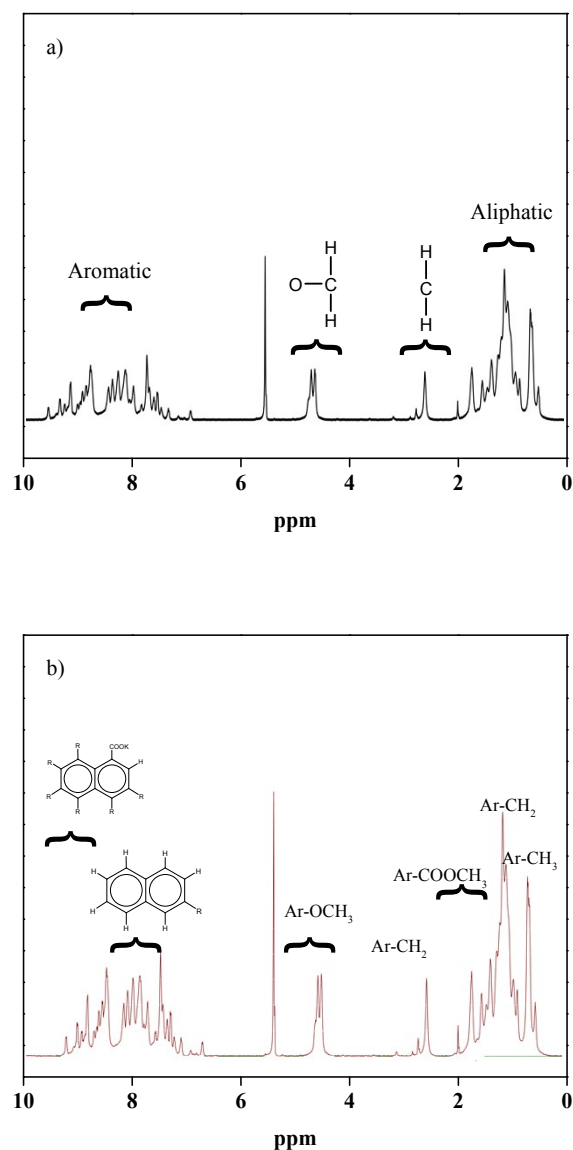 a)
Aliphatic
Aromatic
H
O
C
H
H
C
H
10
8
6
4
2
0
ppm
b)
COOK
R
R
H
R
R
R
R
H
H
H
H
H
R
H
H
Ar-CH2
Ar-CH3
Ar-COOCH3
Ar-OCH3
Ar-CH2
10
8
6
4
2
0
ppm